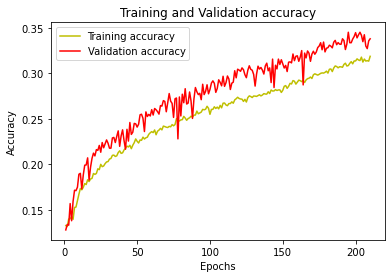 Training and Validation accuracy
Training accuracy
Validation accuracy
0.35
0.30
0.25
0.20
0.15
Accuracy
0
50
100
150
200
Epochs